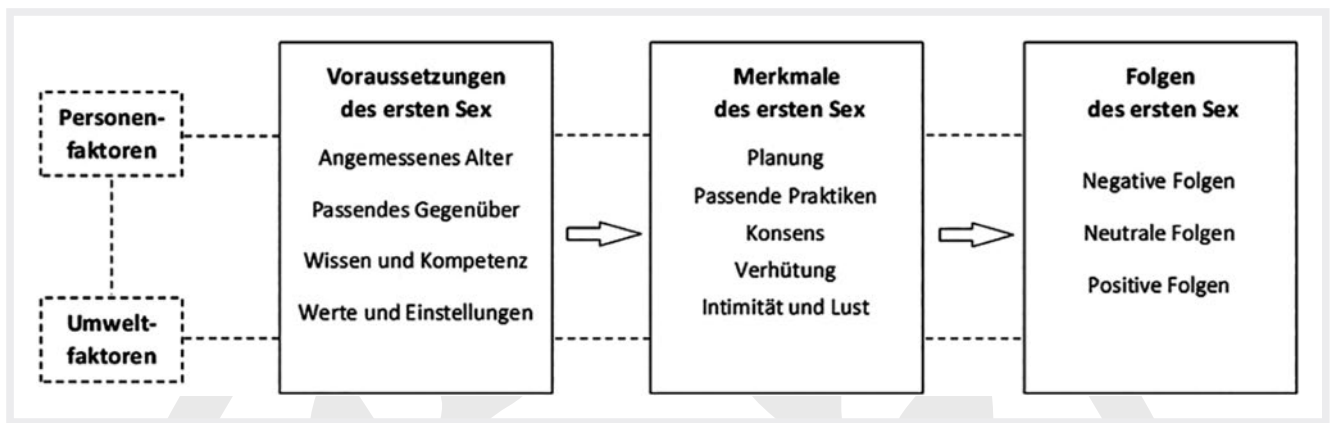 Personen-
faktoren
Umwelt-
faktoren
Voraussetzungen
des ersten Sex
Angemessenes Alter
Passendes Gegenüber
Wissen und Kompetenz
Werte und Einstellungen
Merkmale
des ersten Sex
Planung
Passende Praktiken
Konsens
Verhütung
Intimität und Lust
Folgen
des ersten Sex
Negative Folgen
Neutrale Folgen
Positive Folgen